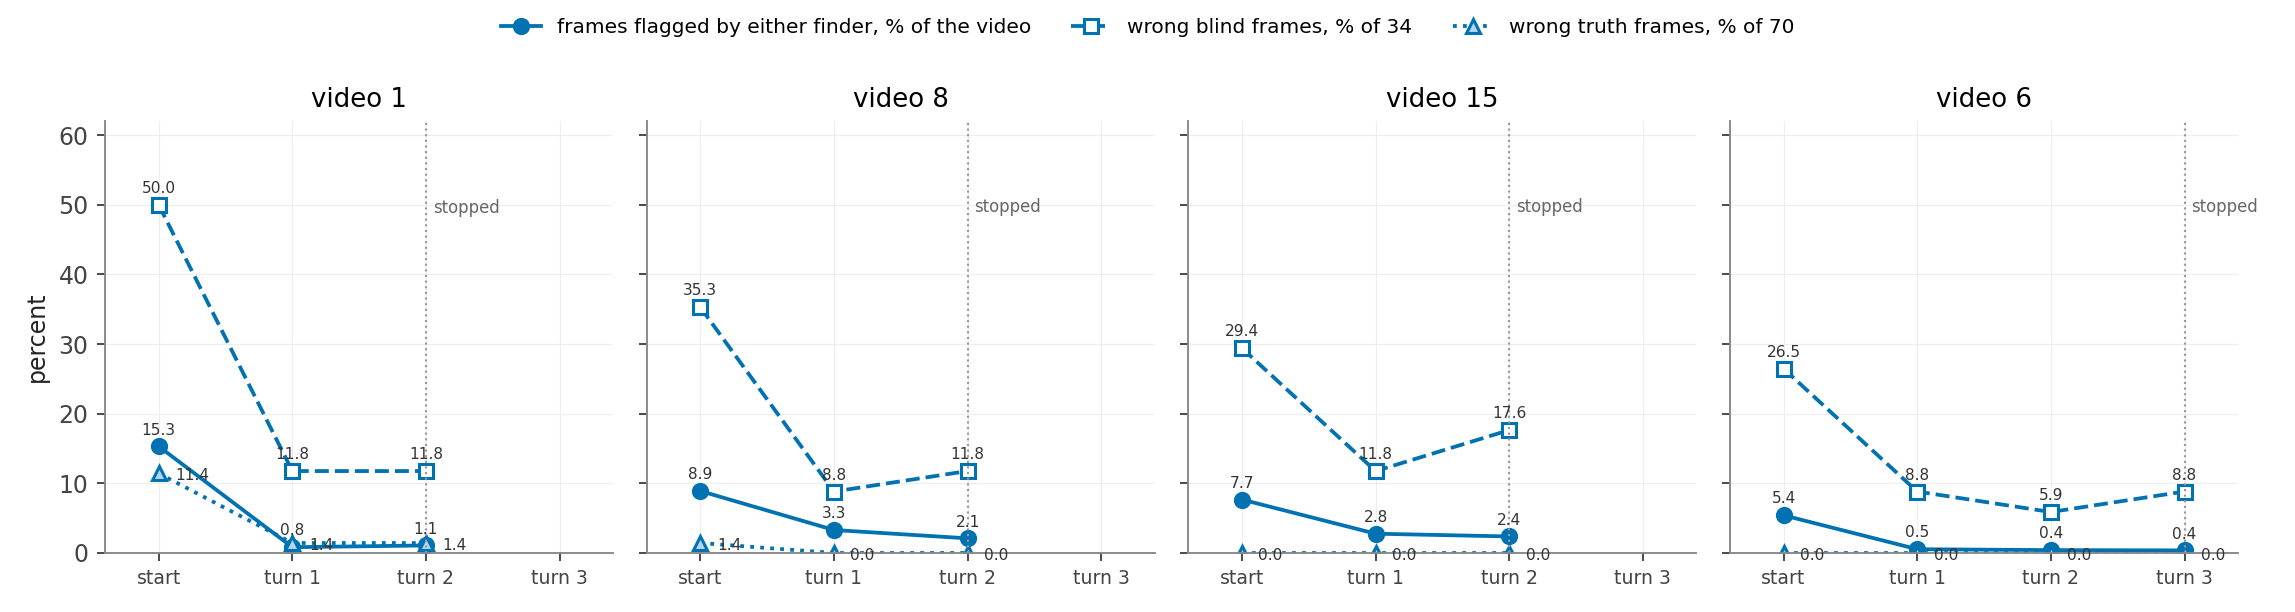 frames flagged by either finder, % of the video
wrong blind frames, % of 34
wrong truth frames, % of 70
video 1
video 8
video 15
video 6
percent
60
50
40
30
20
10
0
50.0
11.8
11.8
15.3
0.8
1.1
11.4
1.4
1.4
stopped
start
turn 1
turn 2
turn 3
35.3
8.8
11.8
8.9
3.3
2.1
1.4
0.0
0.0
stopped
start
turn 1
turn 2
turn 3
29.4
11.8
17.6
7.7
2.8
2.4
0.0
0.0
0.0
stopped
start
turn 1
turn 2
turn 3
26.5
8.8
5.9
8.8
5.4
0.5
0.4
0.4
0.0
0.0
0.0
0.0
stopped
start
turn 1
turn 2
turn 3